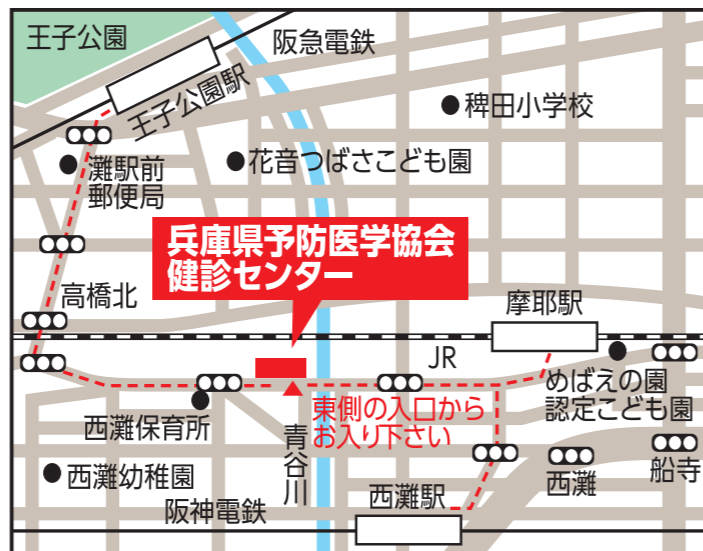 王子公園
阪急電鉄
王子公園駅
稗田小学校
灘駅前
郵便局
花音つばさこども園
兵庫県予防医学協会
健診センター
高橋北
摩耶駅
JR
めばえの園
認定こども園
東側の入口から
お入り下さい
西灘保育所
青谷川
西灘幼稚園
西灘駅
西灘
船寺
阪神電鉄